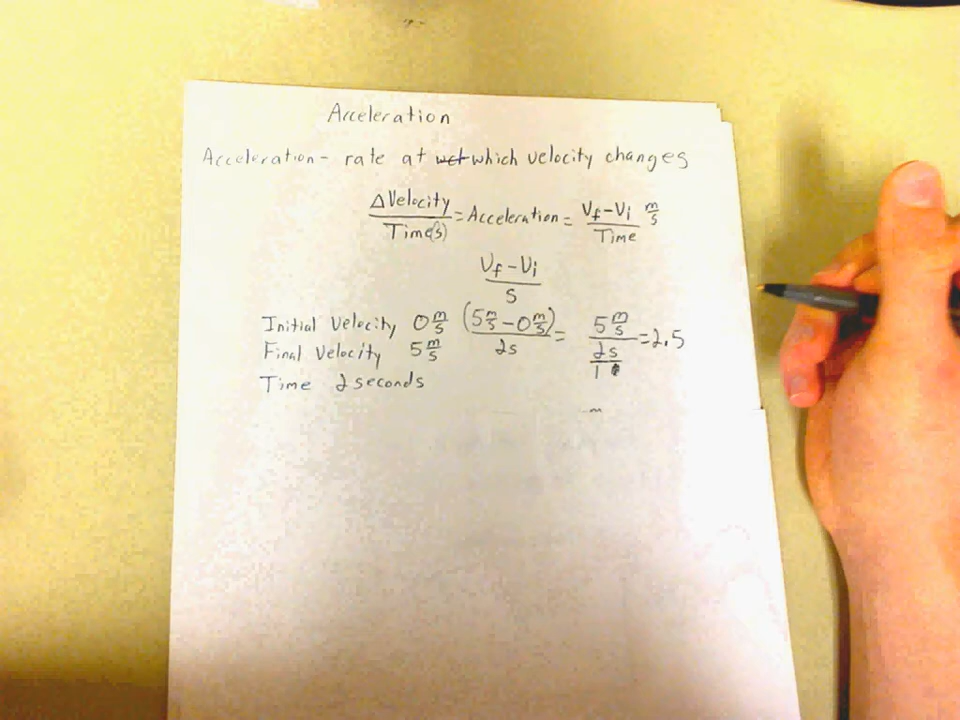 Acceleration
Acceleration - rate at which velocity changes
ΔVelocity/Time(s) = Acceleration = Vf-Vi/Time m/s
Vf-Vi/s
Initial Velocity 0 m/s (5 m/s - 0 m/s)/2s = 5 m/s / 2s/1 = 2.5
Final Velocity 5 m/s
Time 2 seconds